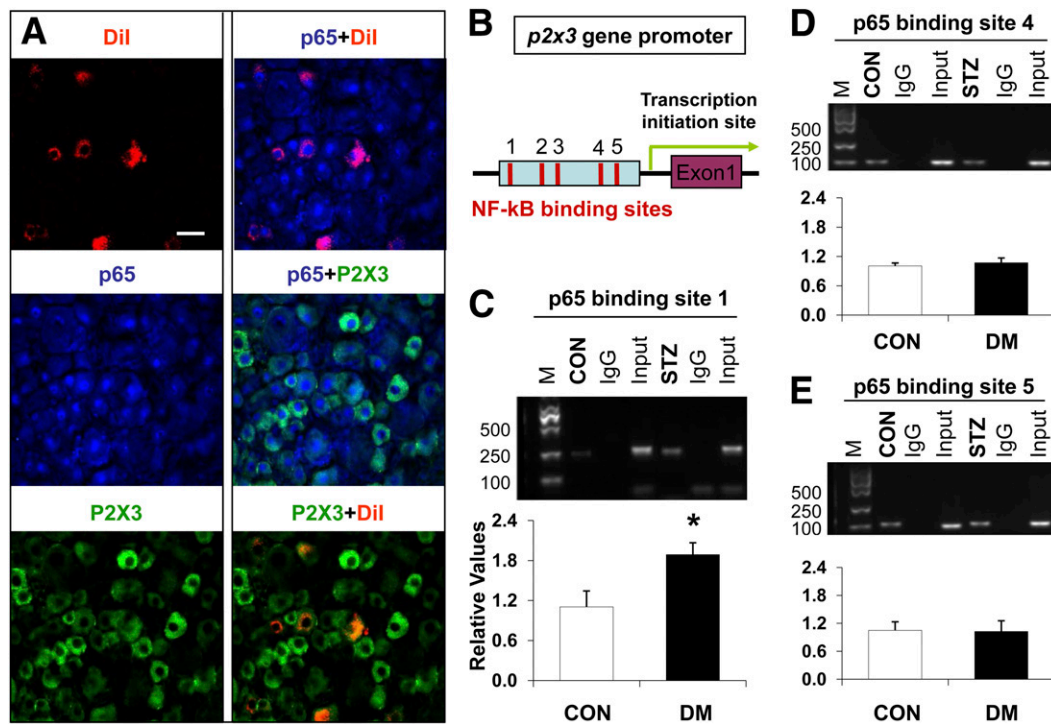 A
DiI
p65+DiI
p65
p65+P2X3
P2X3
P2X3+DiI
B
p2x3 gene promoter
Transcription
initiation site
1 2 3 4 5
Exon1
NF-kB binding sites
C
p65 binding site 1
M CON IgG Input STZ IgG Input
500
250
100
*
Relative Values
2.4
1.8
1.2
0.6
0.0
CON DM
D
p65 binding site 4
M CON IgG Input STZ IgG Input
500
250
100
2.4
1.8
1.2
0.6
0.0
CON DM
E
p65 binding site 5
M CON IgG Input STZ IgG Input
500
250
100
2.4
1.8
1.2
0.6
0.0
CON DM